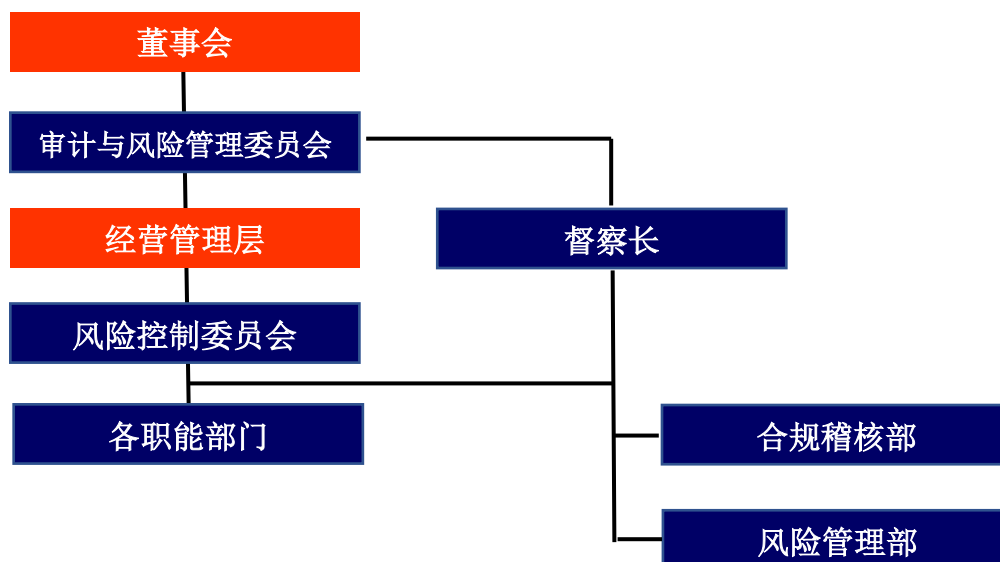 董事会
审计与风险管理委员会
经营管理层
督察长
风险控制委员会
各职能部门
合规稽核部
风险管理部